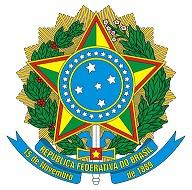 REPÚBLICA FEDERATIVA DO BRASIL
15 de Novembro
de 1889